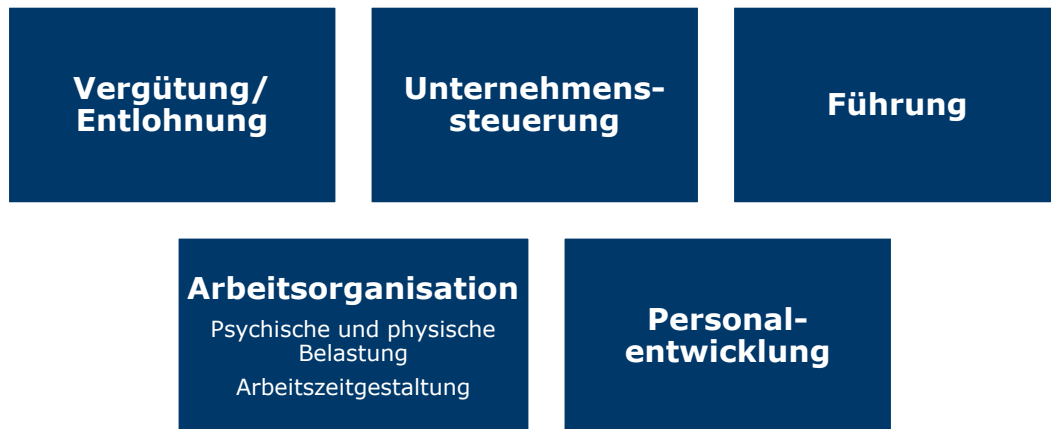 Vergütung/
Entlohnung
Unternehmens-
steuerung
Führung
Arbeitsorganisation
Psychische und physische
Belastung
Arbeitszeitgestaltung
Personal-
entwicklung